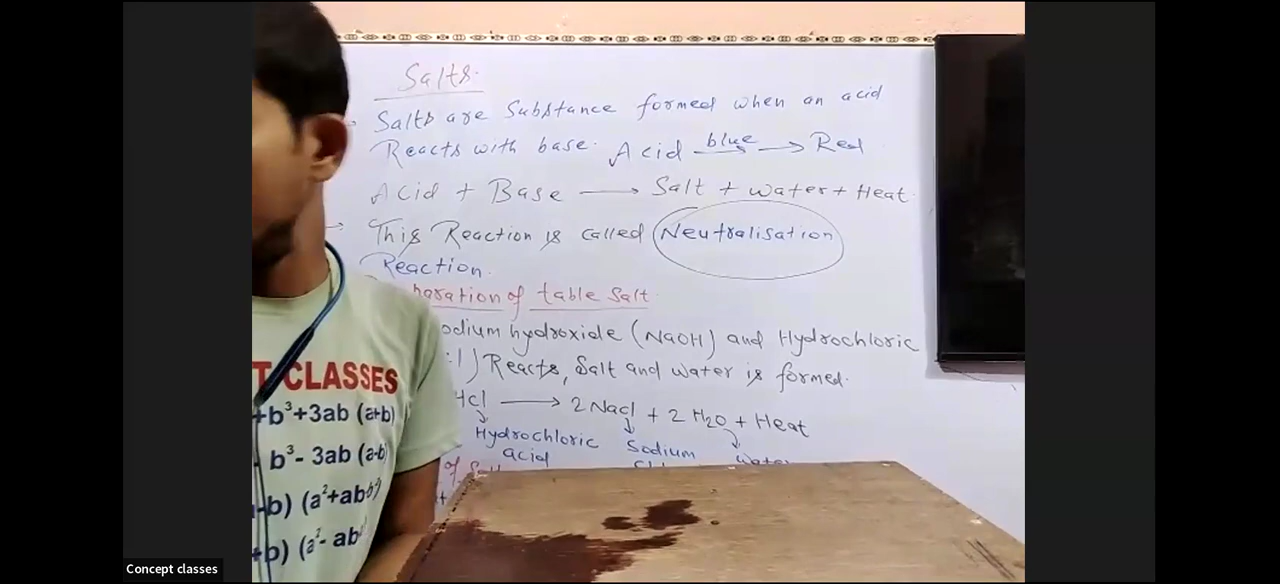 Salts.
Salts are Substance formed when an acid
Reacts with base. Acid blue → Red
Acid + Base → Salt + water + Heat.
This Reaction is called Neutralisation
Reaction.
of table Salt
hydroxide (NaOH) and Hydrochloric
Reacts, Salt and water is formed.
HCl → 2 NaCl + 2 H₂O + Heat
Hydrochloric Sodium
acid
of
CLASSES
+b³+3ab (a+b)
b³- 3ab (a-b)
-b) (a²+ab
+b) (a²- ab
Concept classes